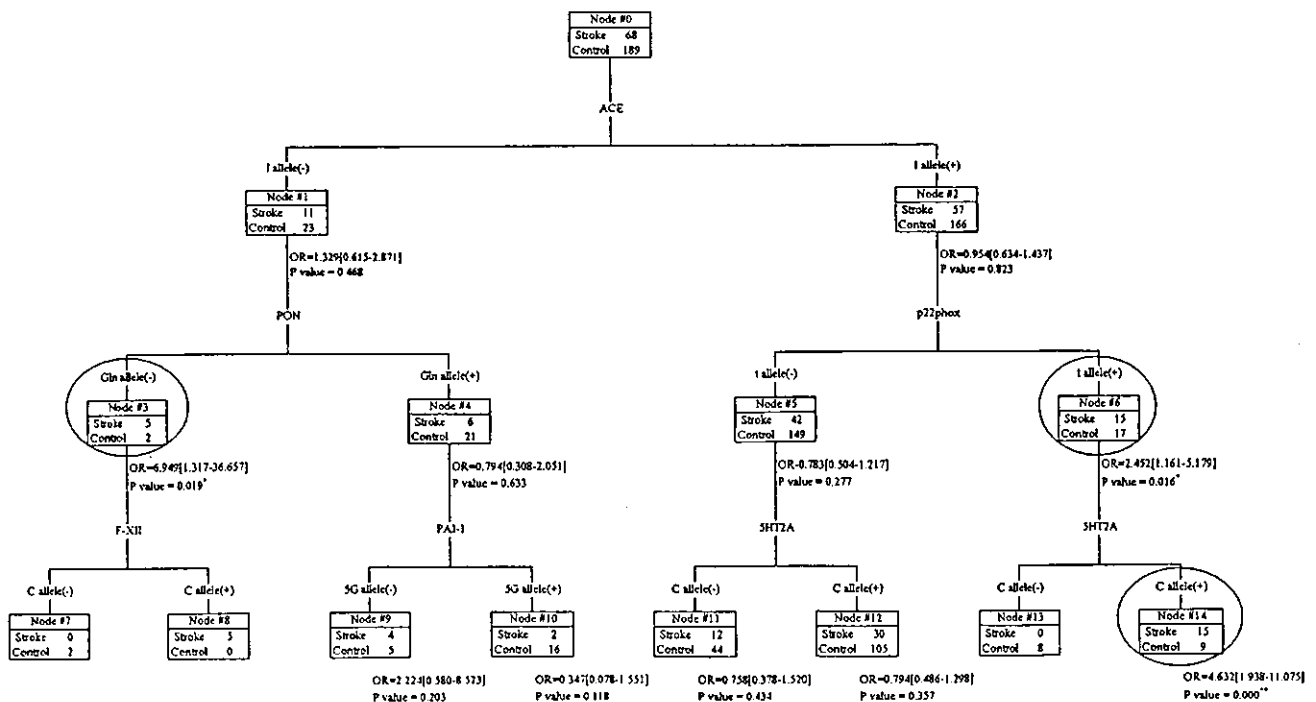 Node #0
Stroke 68
Control 189
ACE
I allele(-)
Node #1
Stroke 11
Control 23
OR=1.329[0.615-2.871]
P value = 0.468
I allele(+)
Node #2
Stroke 57
Control 166
OR=0.954[0.634-1.437]
P value = 0.823
PON
p22phox
Gln allele(-)
Node #3
Stroke 5
Control 2
OR=6.949[1.317-36.657]
P value = 0.019*
Gln allele(+)
Node #4
Stroke 6
Control 21
OR=0.794[0.308-2.051]
P value = 0.633
t allele(-)
Node #5
Stroke 42
Control 149
OR=0.783[0.504-1.217]
P value = 0.277
t allele(+)
Node #6
Stroke 15
Control 17
OR=2.452[1.161-5.179]
P value = 0.016*
F-XII
PAI-1
5HT2A
5HT2A
C allele(-)
Node #7
Stroke 0
Control 2
C allele(+)
Node #8
Stroke 5
Control 0
5G allele(-)
Node #9
Stroke 4
Control 5
OR=2.224[0.580-8.523]
P value = 0.203
5G allele(+)
Node #10
Stroke 2
Control 16
OR=0.347[0.078-1.551]
P value = 0.118
C allele(-)
Node #11
Stroke 12
Control 44
OR=0.758[0.378-1.520]
P value = 0.434
C allele(+)
Node #12
Stroke 30
Control 105
OR=0.794[0.486-1.298]
P value = 0.357
C allele(-)
Node #13
Stroke 0
Control 8
C allele(+)
Node #14
Stroke 15
Control 9
OR=4.632[1.938-11.075]
P value = 0.000**